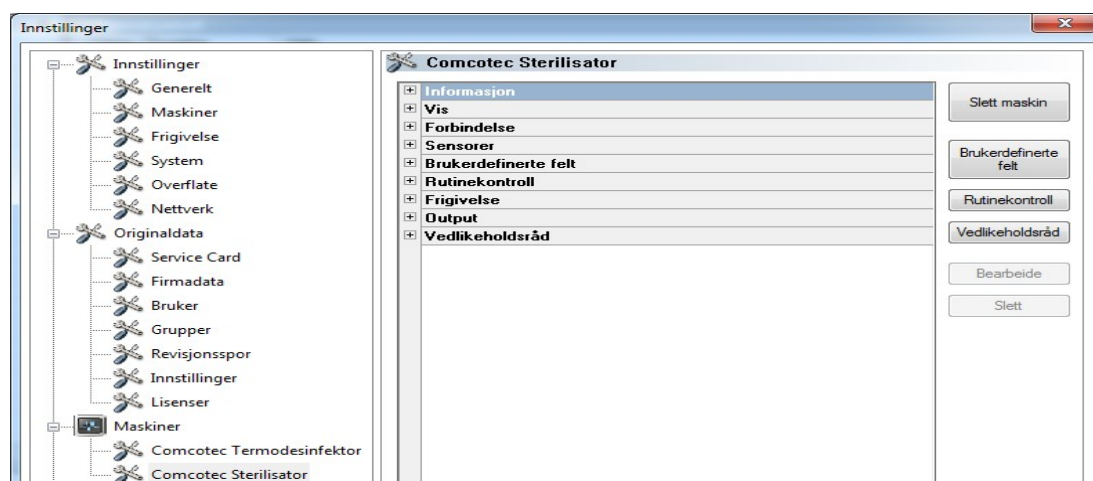 Innstillinger
Innstillinger
Generelt
Maskiner
Frigivelse
System
Overflate
Nettverk
Originaldata
Service Card
Firmadata
Bruker
Grupper
Revisjonsspor
Innstillinger
Lisenser
Maskiner
Comcotec Termodesinfektor
Comcotec Sterilisator
Comcotec Sterilisator
Informasjon
Vis
Forbindelse
Sensorer
Brukerdefinerte felt
Rutinekontroll
Frigivelse
Output
Vedlikeholdsråd
Slett maskin
Brukerdefinerte
felt
Rutinekontroll
Vedlikeholdsråd
Bearbeide
Slett